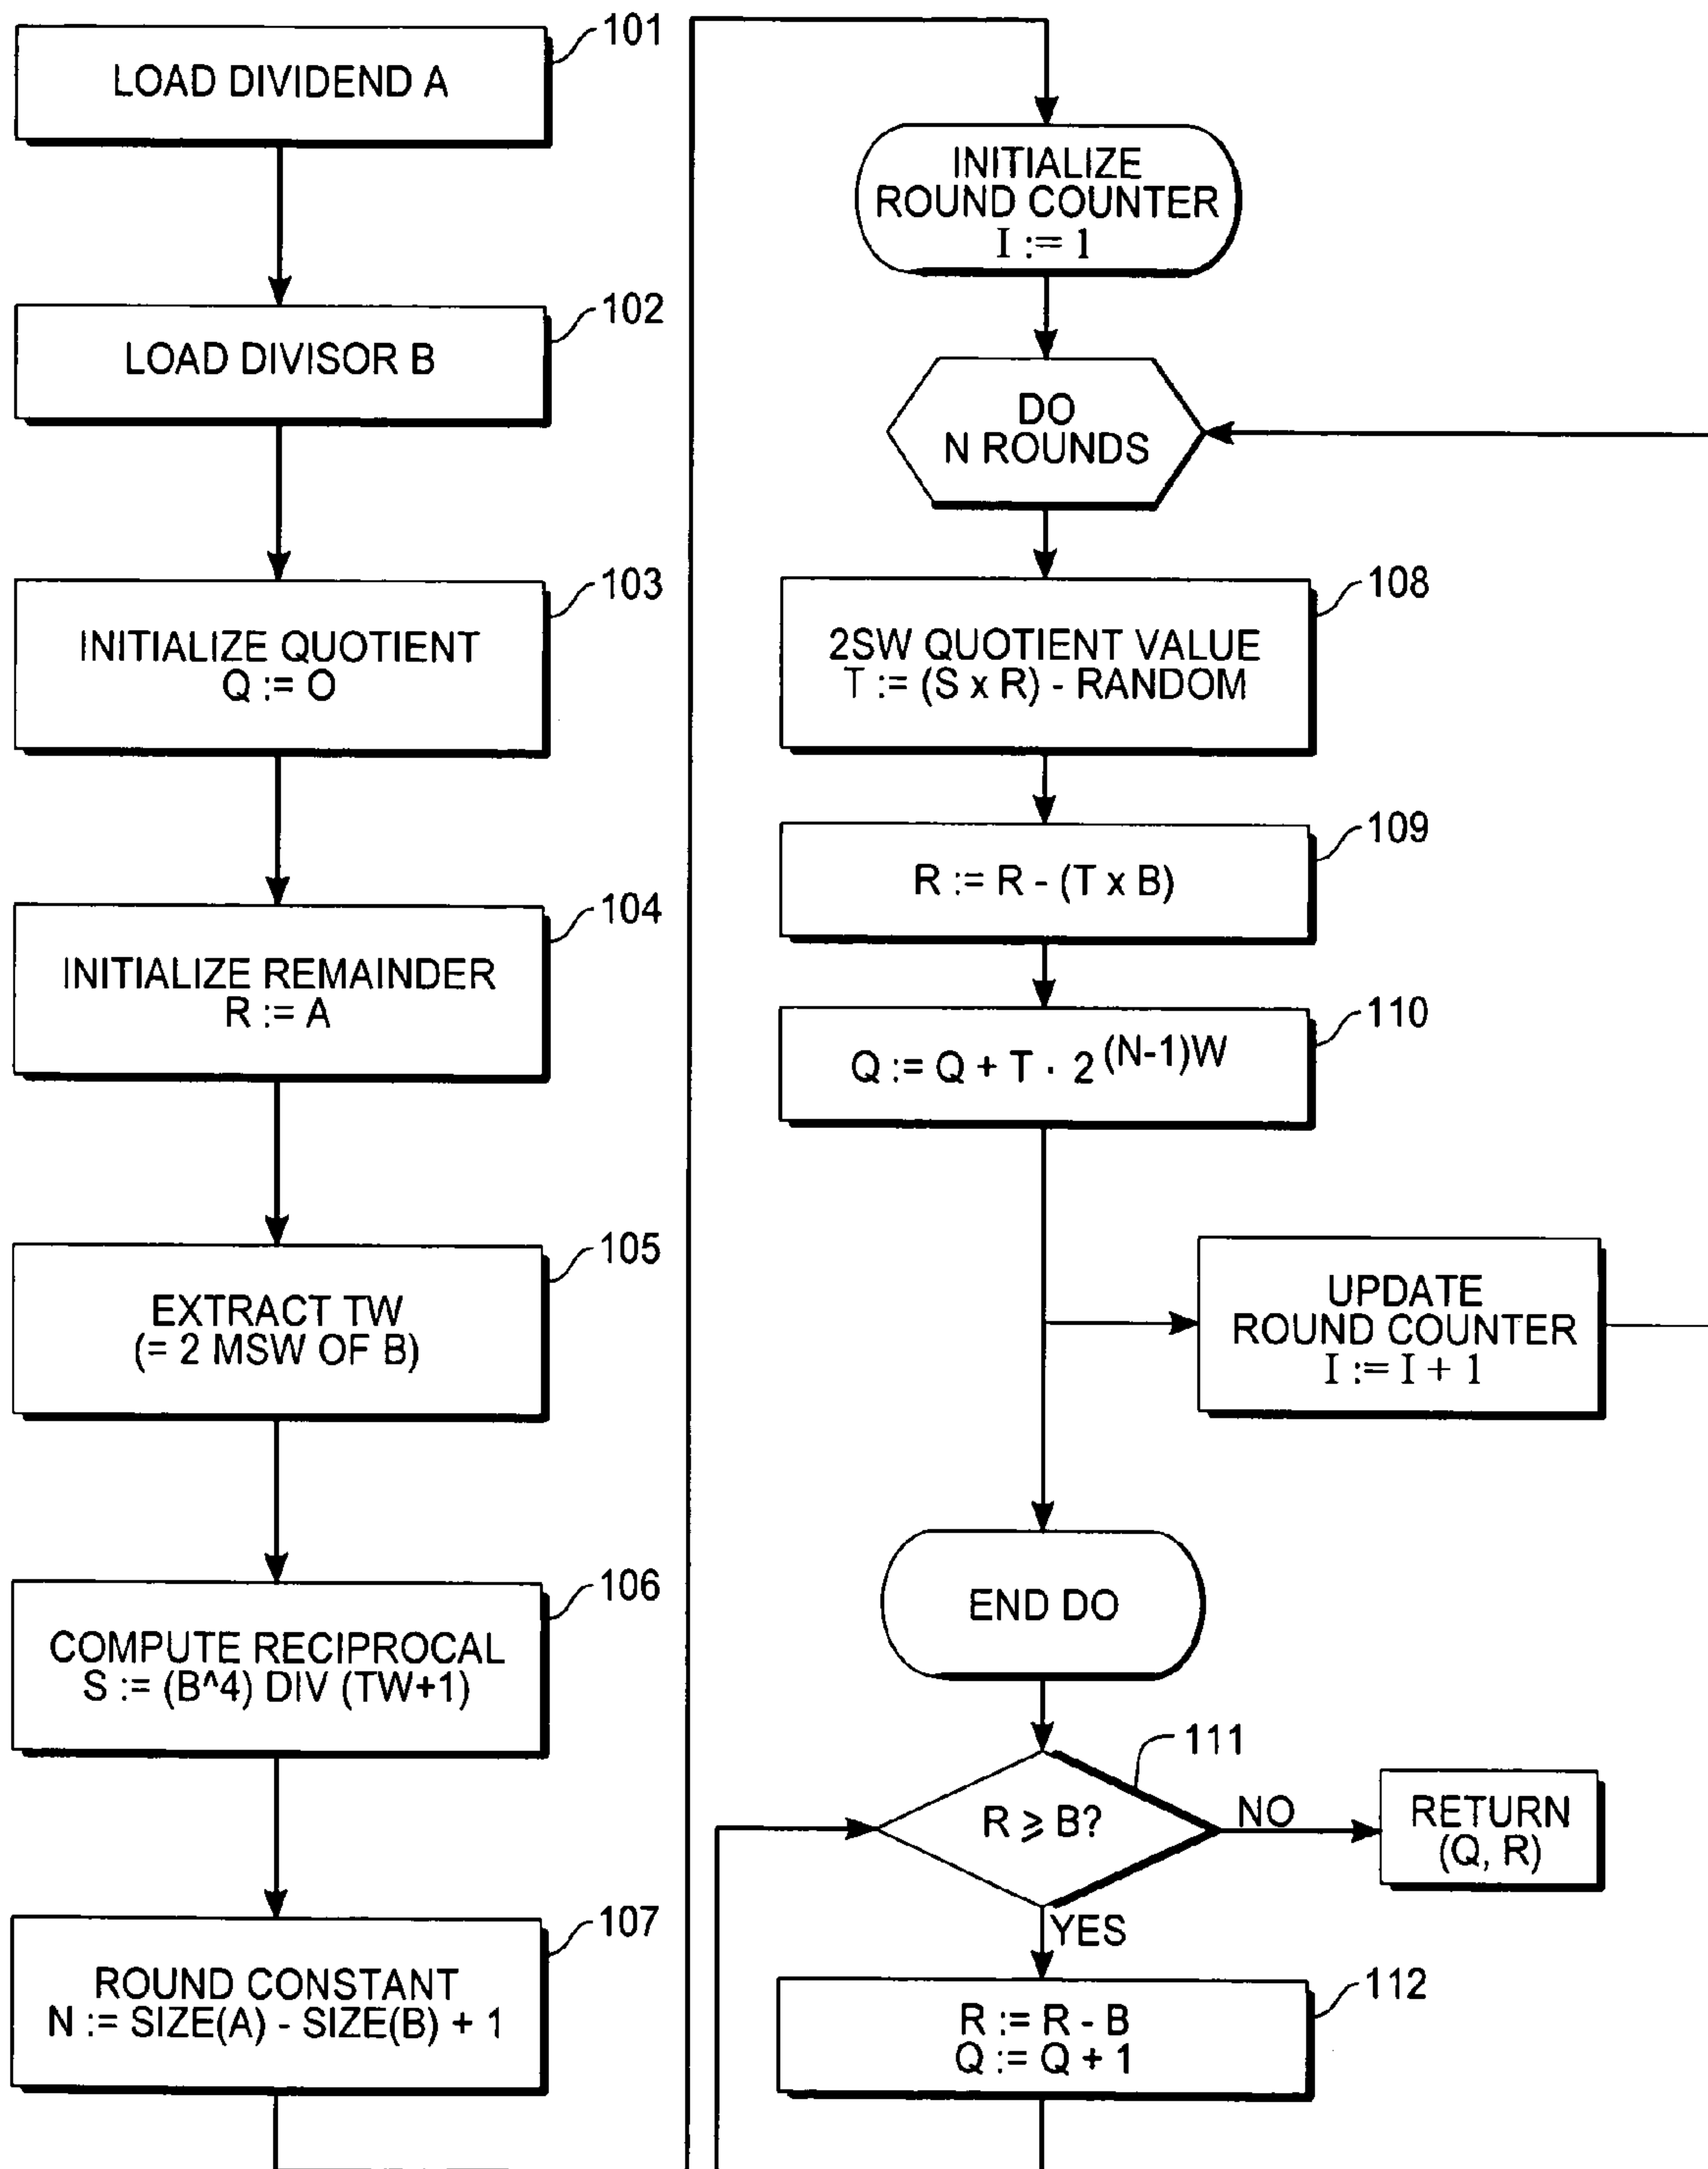 101
LOAD DIVIDEND A
102
LOAD DIVISOR B
103
INITIALIZE QUOTIENT
Q := O
104
INITIALIZE REMAINDER
R := A
105
EXTRACT TW
(= 2 MSW OF B)
106
COMPUTE RECIPROCAL
S := (B^4) DIV (TW+1)
107
ROUND CONSTANT
N := SIZE(A) - SIZE(B) + 1
INITIALIZE
ROUND COUNTER
I := 1
DO
N ROUNDS
108
2SW QUOTIENT VALUE
T := (S x R) - RANDOM
109
R := R - (T x B)
110
Q := Q + T · 2 (N-1)W
UPDATE
ROUND COUNTER
I := I + 1
END DO
111
R ⩾ B?
NO
RETURN
(Q, R)
YES
112
R := R - B
Q := Q + 1